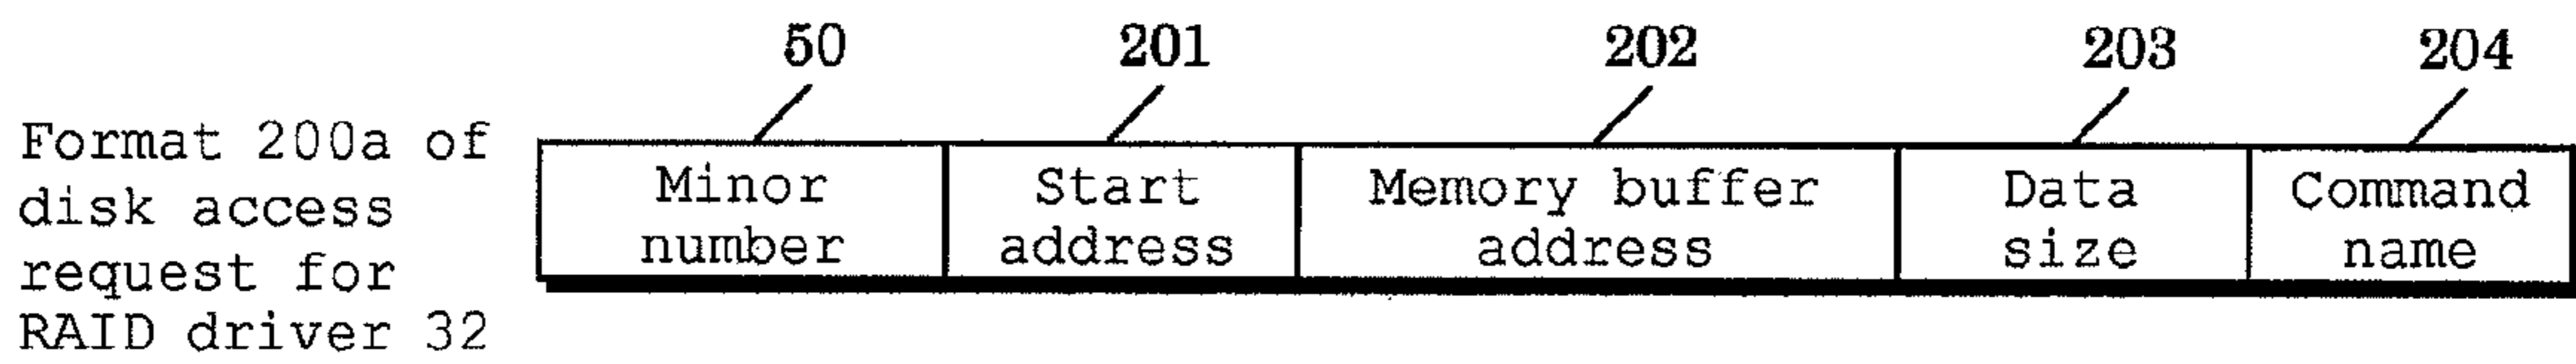 50 201 202 203 204
Format 200a of
disk access
request for
RAID driver 32
Minor number
Start address
Memory buffer address
Data size
Command name